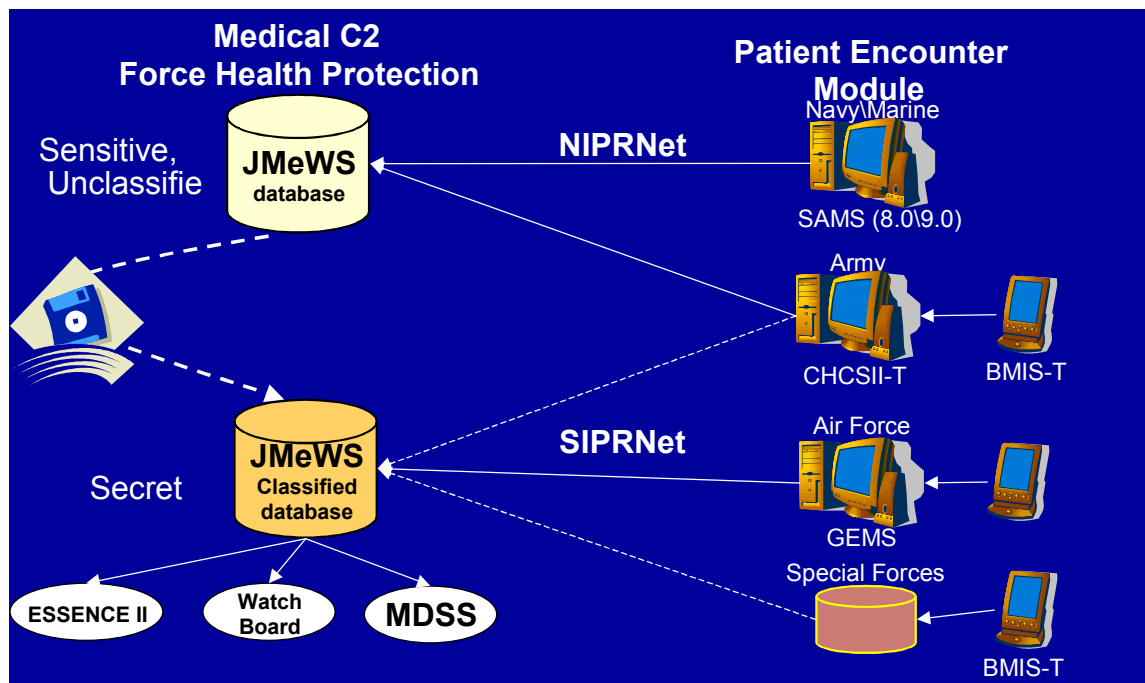 Medical C2
Force Health Protection
Patient Encounter
Module
Navy\Marine
Sensitive,
Unclassifie
JMeWS
database
NIPRNet
SAMS (8.0\9.0)
Army
CHCSII-T
BMIS-T
SIPRNet
Air Force
GEMS
Secret
JMeWS
Classified
database
Special Forces
BMIS-T
ESSENCE II
Watch
Board
MDSS